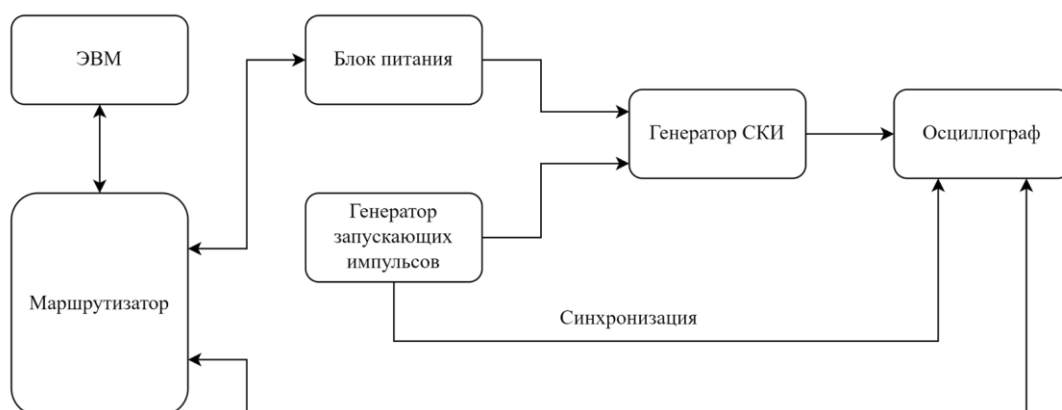 ЭВМ
Блок питания
Генератор СКИ
Осциллограф
Генератор
запускающих
импульсов
Маршрутизатор
Синхронизация